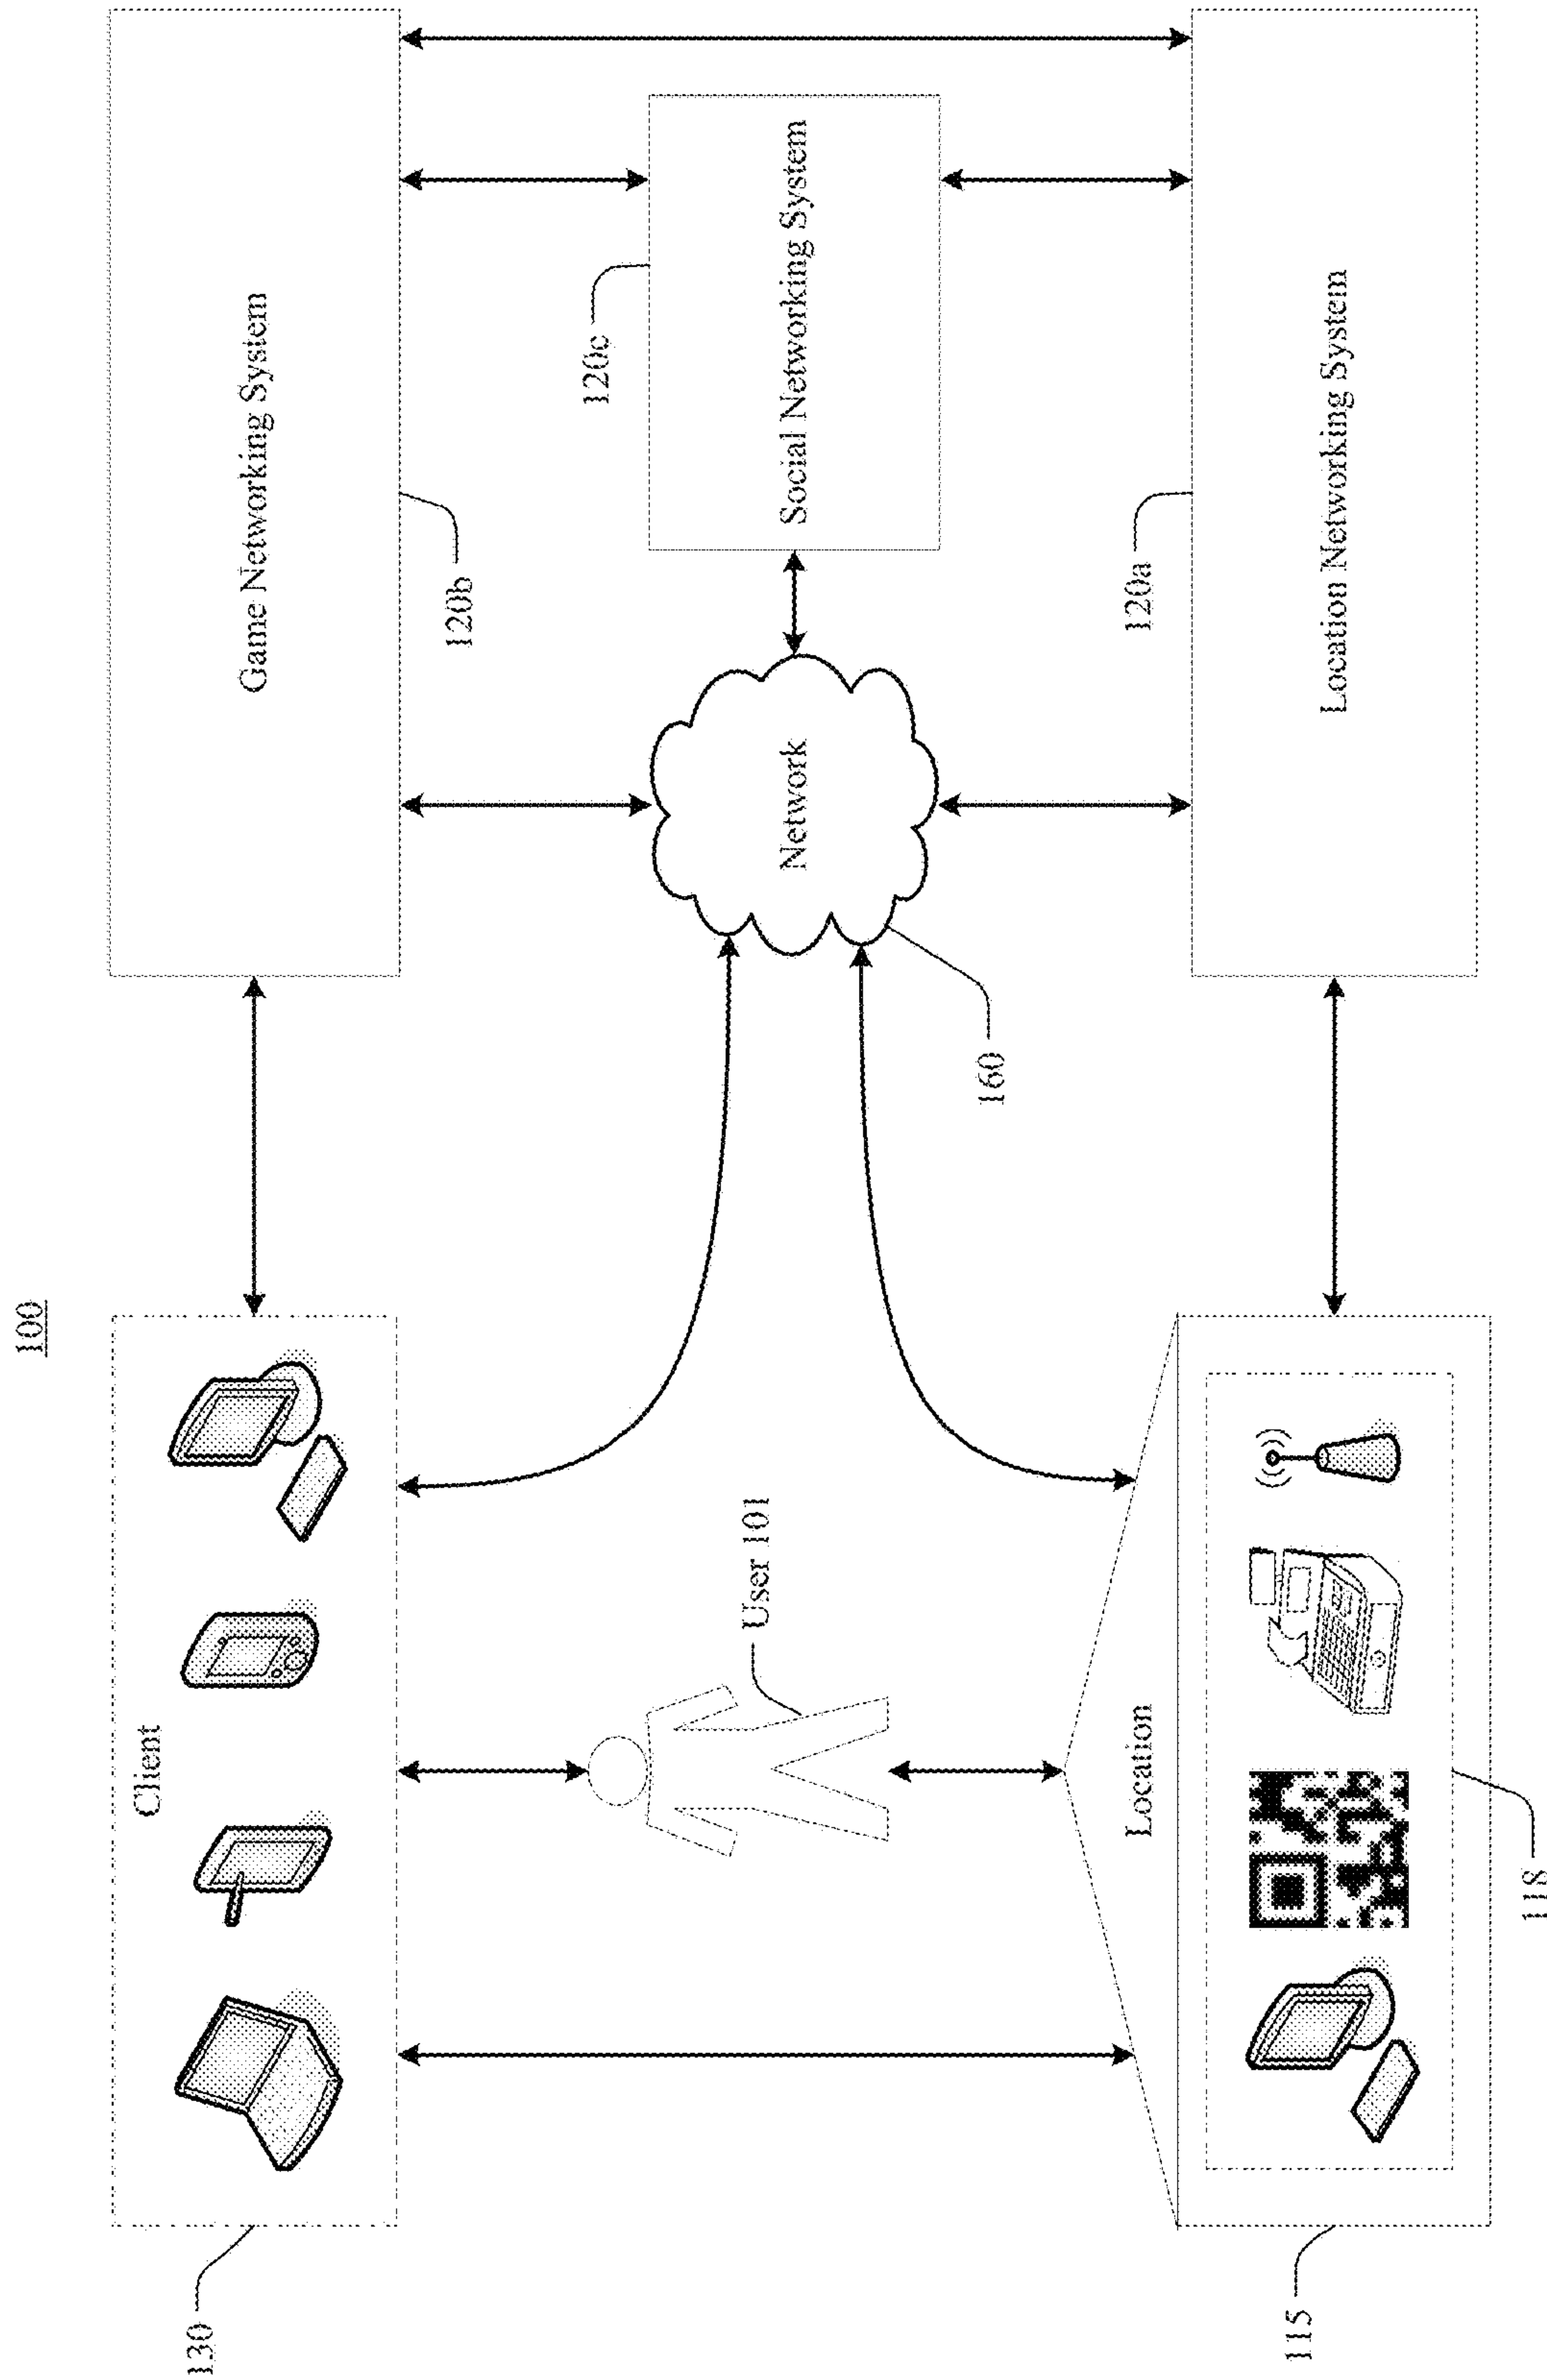 100
130
Client
Game Networking System
120b
User 101
Network
160
120c
Social Networking System
Location
115
118
120a
Location Networking System